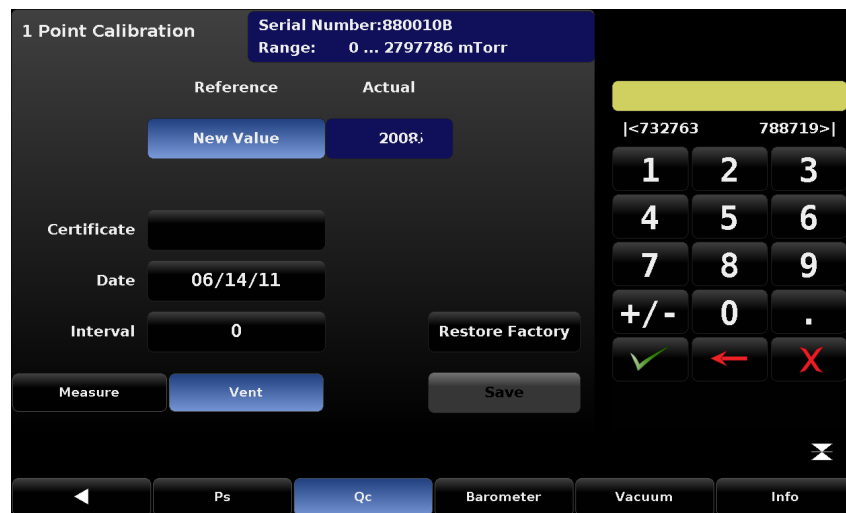 1 Point Calibration
Serial Number:880010B
Range: 0 ... 2797786 mTorr
Reference Actual
New Value
|<732763 788719>|
1 2 3
4 5 6
7 8 9
+/- 0 .
Certificate
Date 06/14/11
Interval 0
Restore Factory
Measure Vent Save
Ps Qc Barometer Vacuum Info